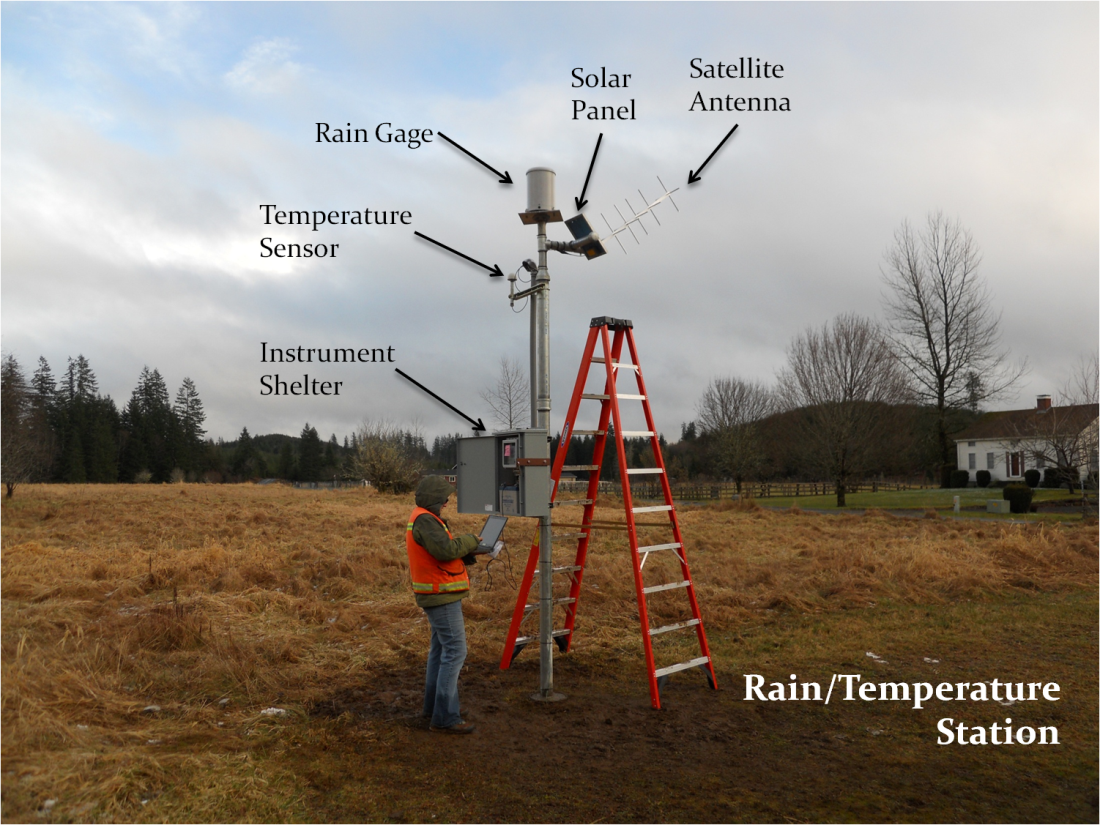 Solar
Panel
Satellite
Antenna
Rain Gage
Temperature
Sensor
Instrument
Shelter
Rain/Temperature
Station